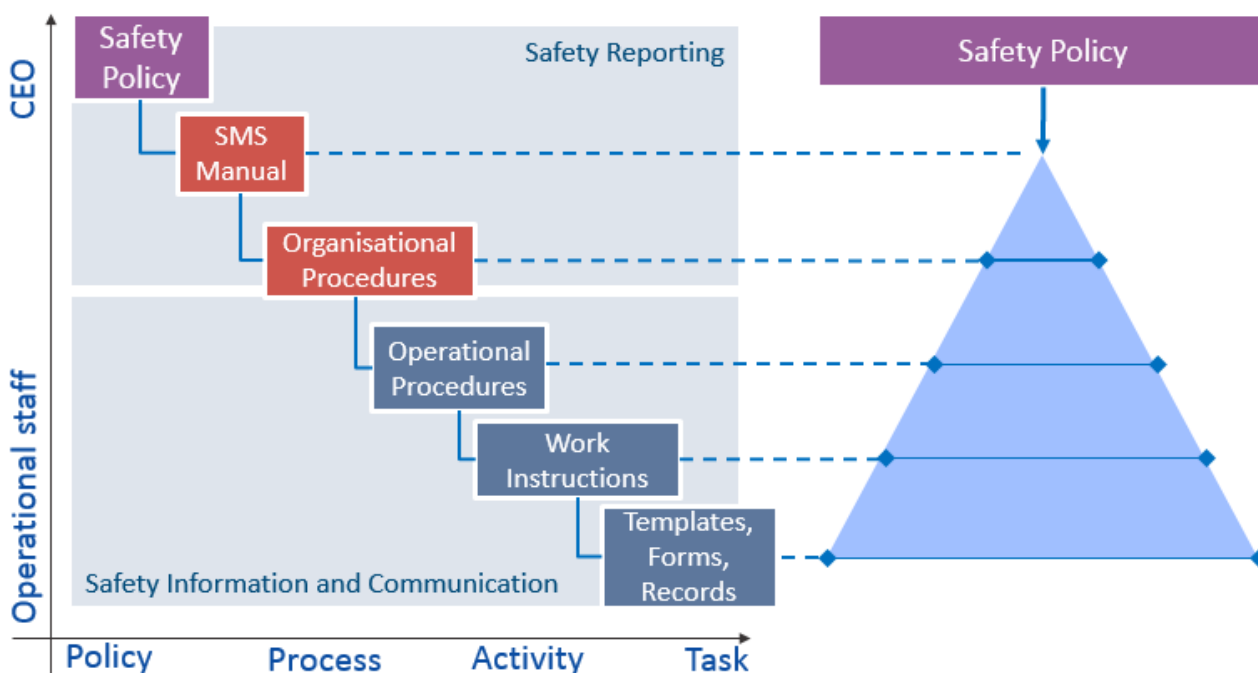 CEO
Operational staff
Safety
Policy
Safety Reporting
Safety Policy
SMS
Manual
Organisational
Procedures
Operational
Procedures
Work
Instructions
Templates,
Forms,
Records
Safety Information and Communication
Policy
Process
Activity
Task